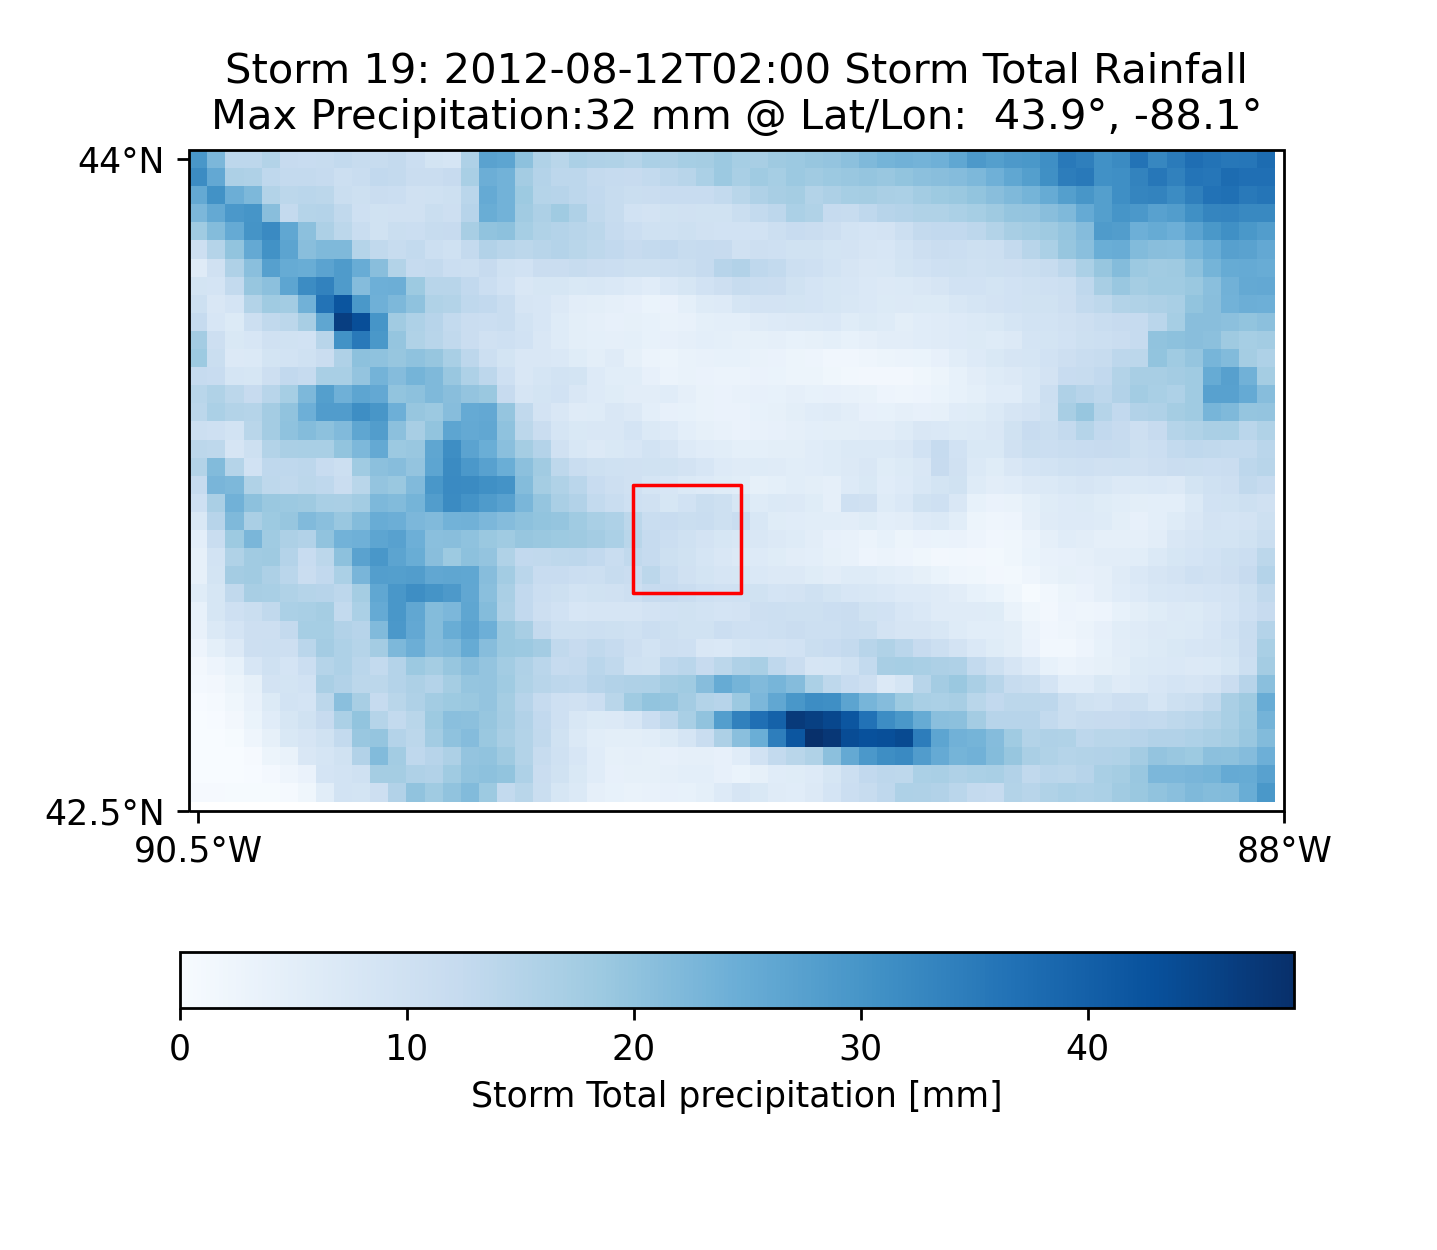 Storm 19: 2012-08-12T02:00 Storm Total Rainfall
Max Precipitation:32 mm @ Lat/Lon:  43.9°, -88.1°
44°N
42.5°N
90.5°W
88°W
0
10
20
30
40
Storm Total precipitation [mm]